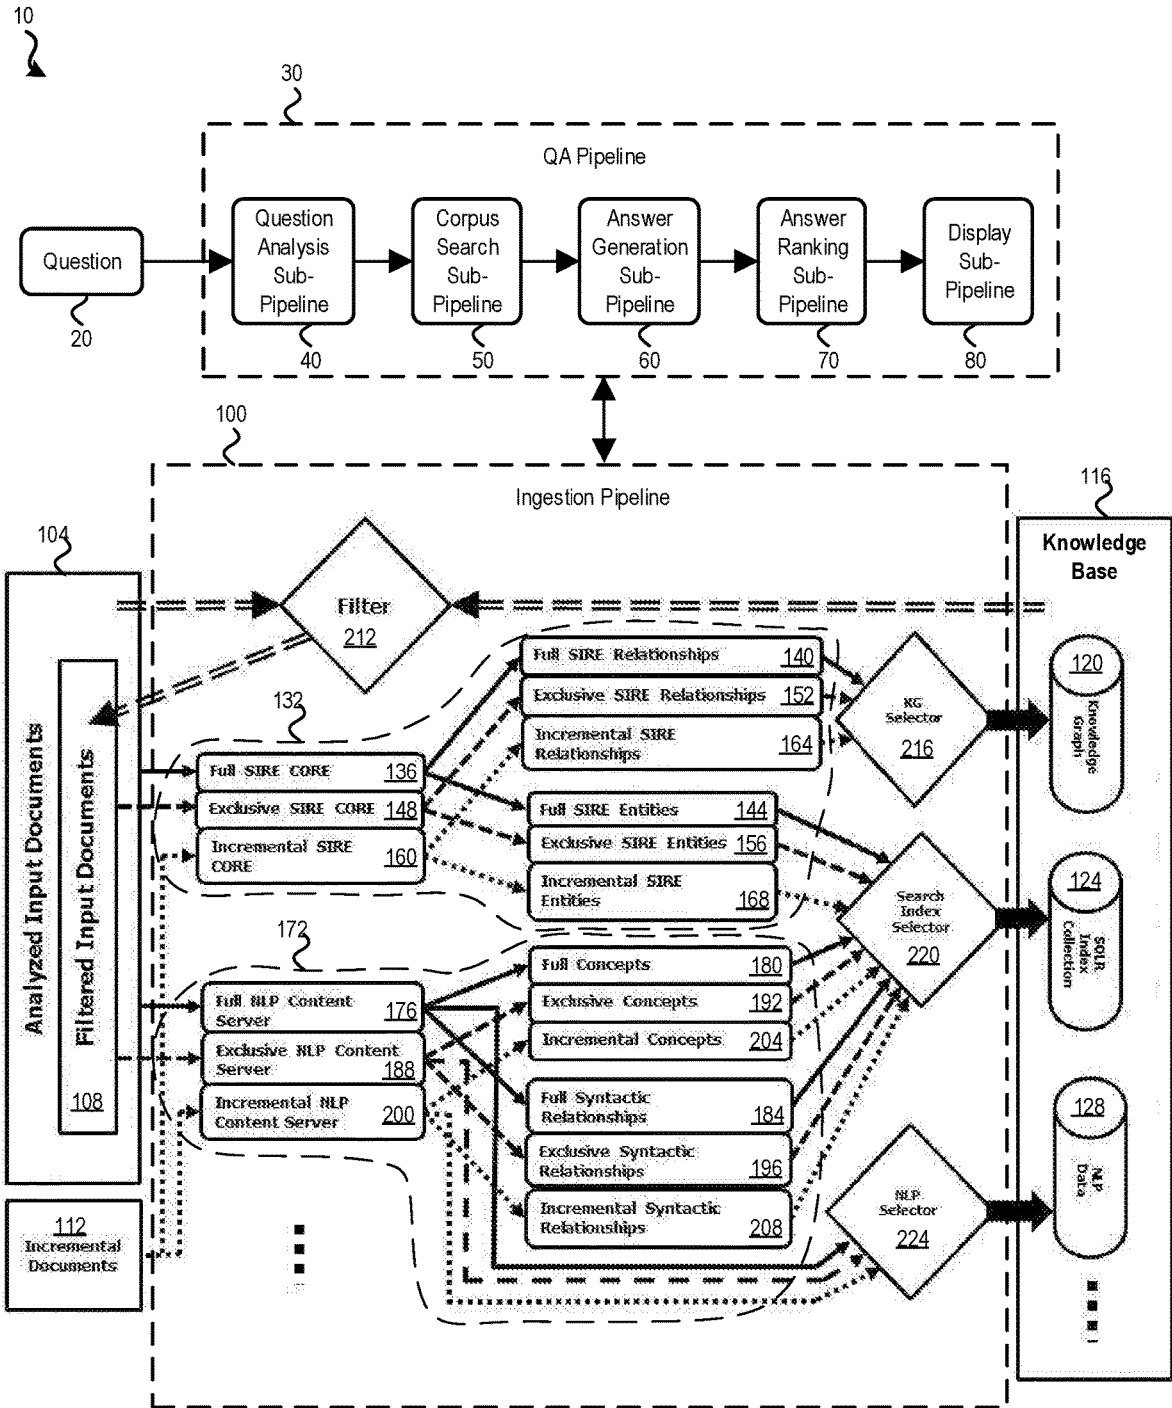 10
30
QA Pipeline
Question
20
Question
Analysis
Sub-
Pipeline
40
Corpus
Search
Sub-
Pipeline
50
Answer
Generation
Sub-
Pipeline
60
Answer
Ranking
Sub-
Pipeline
70
Display
Sub-
Pipeline
80
100
Ingestion Pipeline
104
Analyzed Input Documents
Filtered Input Documents
108
112
Incremental
Documents
Filter
212
132
Full SIRE CORE 136
Exclusive SIRE CORE 148
Incremental SIRE
CORE 160
Full SIRE Relationships 140
Exclusive SIRE Relationships 152
Incremental SIRE
Relationships 164
Full SIRE Entities 144
Exclusive SIRE Entities 156
Incremental SIRE
Entities 168
172
Full NLP Content
Server 176
Exclusive NLP Content
Server 188
Incremental NLP
Content Server 200
Full Concepts 180
Exclusive Concepts 192
Incremental Concepts 204
Full Syntactic
Relationships 184
Exclusive Syntactic
Relationships 196
Incremental Syntactic
Relationships 208
KG
Selector
216
Search
Index
Selector
220
NLP
Selector
224
116
Knowledge
Base
120
Knowledge
Graph
124
SOLR
Index
Collection
128
NLP
Data